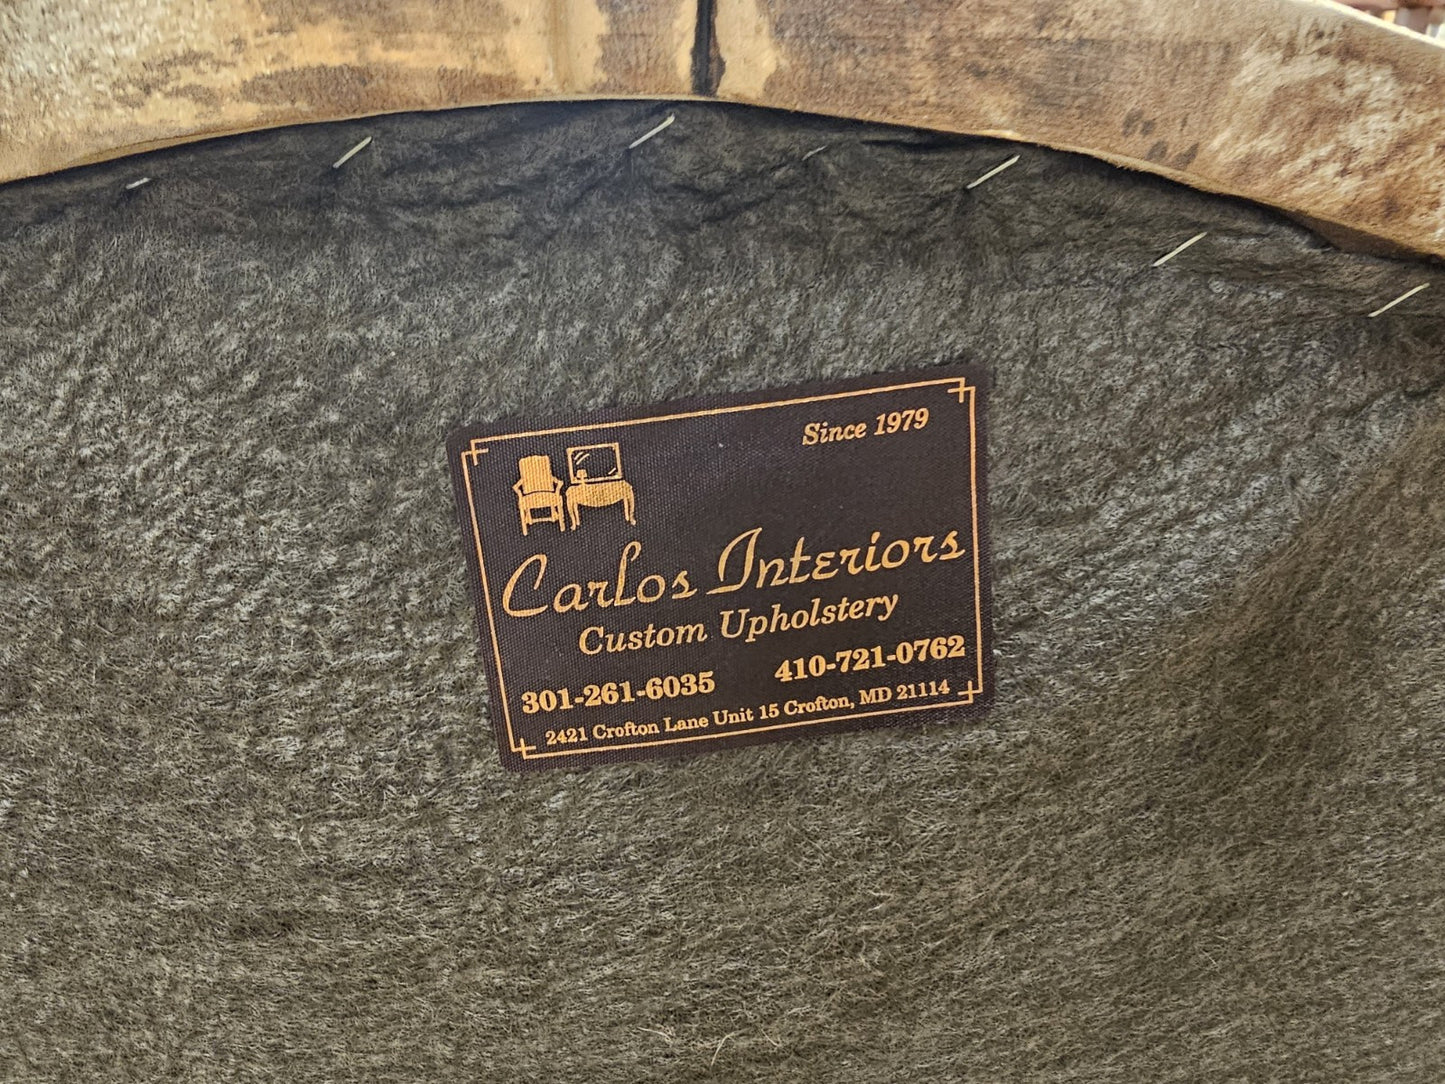 Since 1979
Carlos Interiors
Custom Upholstery
301-261-6035 410-721-0762
2421 Crofton Lane Unit 15 Crofton, MD 21114